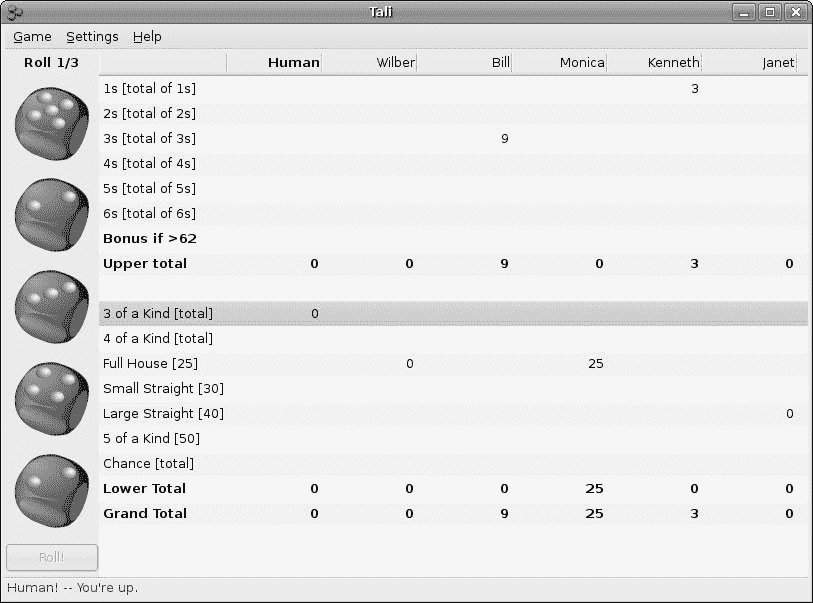 Tali
Game Settings Help
Roll 1/3 Human Wilber Bill Monica Kenneth Janet
1s [total of 1s] 3
2s [total of 2s]
3s [total of 3s] 9
4s [total of 4s]
5s [total of 5s]
6s [total of 6s]
Bonus if >62
Upper total 0 0 9 0 3 0
3 of a Kind [total] 0
4 of a Kind [total]
Full House [25] 0 25
Small Straight [30]
Large Straight [40] 0
5 of a Kind [50]
Chance [total]
Lower Total 0 0 0 25 0 0
Grand Total 0 0 9 25 3 0
Roll!
Human! -- You're up.